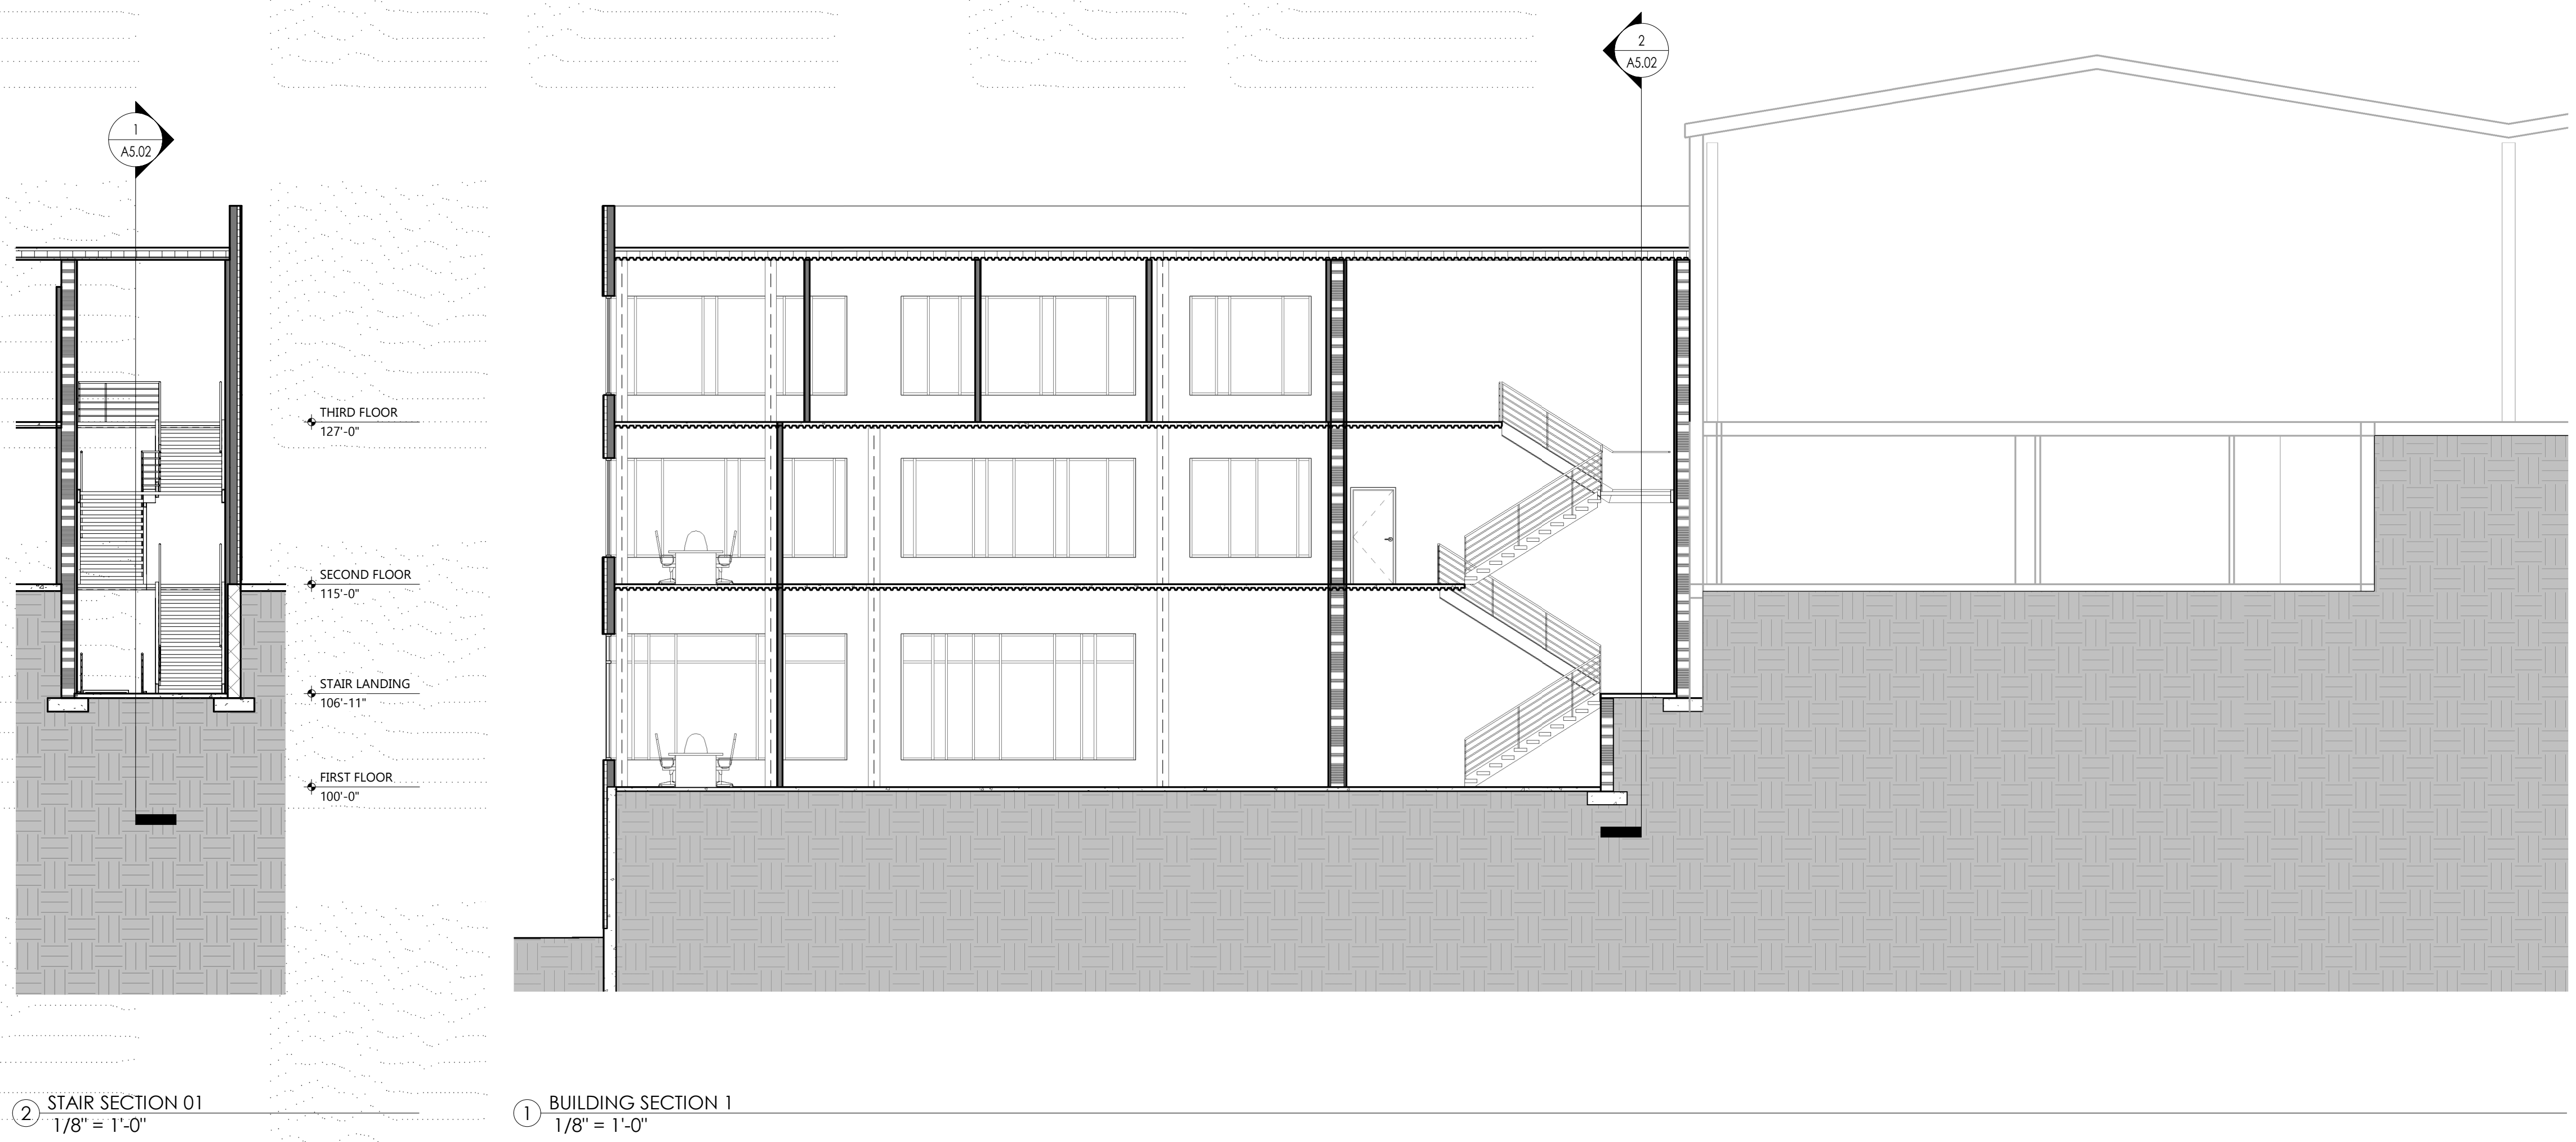 2
A5.02
1
A5.02
THIRD FLOOR
127'-0"
SECOND FLOOR
115'-0"
STAIR LANDING
106'-11"
FIRST FLOOR
100'-0"
2 STAIR SECTION 01
1/8" = 1'-0"
1 BUILDING SECTION 1
1/8" = 1'-0"